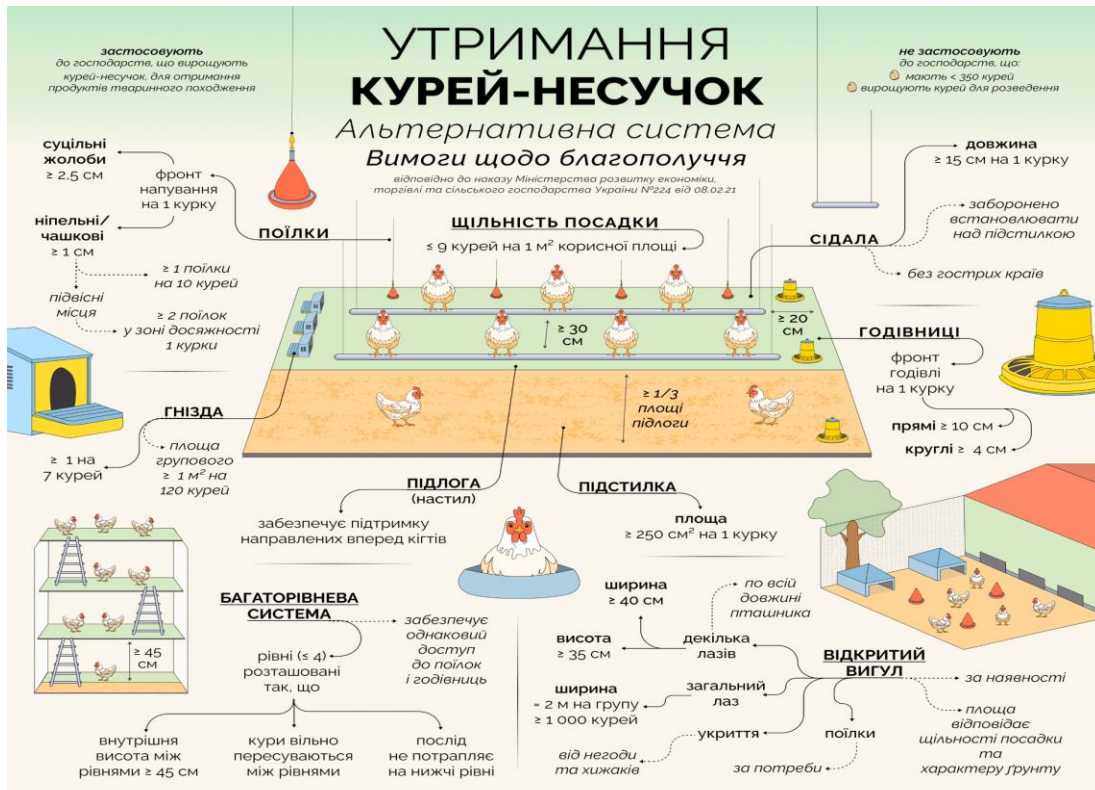 УТРИМАННЯ
КУРЕЙ-НЕСУЧОК
Альтернативна система
Вимоги щодо благополуччя
відповідно до наказу Міністерства розвитку економіки,
торгівлі та сільського господарства України №224 від 08.02.21
застосовують
до господарств, що вирощують
курей-несучок, для отримання
продуктів тваринного походження
не застосовують
до господарств, що:
мають < 350 курей
вирощують курей для розведення
суцільні
жолоби
≥ 2,5 см
фронт
напування
на 1 курку
ніпельні/
чашкові
≥ 1 см
ПОЇЛКИ
підвісні
місця
≥ 1 поїлки
на 10 курей
≥ 2 поїлок
у зоні досяжності
1 курки
ЩІЛЬНІСТЬ ПОСАДКИ
≤ 9 курей на 1 м² корисної площі
довжина
≥ 15 см на 1 курку
заборонено
встановлювати
над підстилкою
СІДАЛА
без гострих країв
≥ 20
см
≥ 30
см
≥ 1/3
площі
підлоги
ГОДІВНИЦІ
фронт
годівлі
на 1 курку
прямі ≥ 10 см
круглі ≥ 4 см
ГНІЗДА
≥ 1 на
7 курей
площа
групового
≥ 1 м² на
120 курей
ПІДЛОГА
(настил)
забезпечує підтримку
направлених вперед кігтів
ПІДСТИЛКА
площа
≥ 250 см² на 1 курку
≥ 45
см
БАГАТОРІВНЕВА
СИСТЕМА
забезпечує
однаковий
доступ
до поїлок
і годівниць
рівні (≤ 4)
розташовані
так, що
внутрішня
висота між
рівнями ≥ 45 см
кури вільно
пересуваються
між рівнями
послід
не потрапляє
на нижчі рівні
ширина
≥ 40 см
по всій
довжині
пташника
висота
≥ 35 см
декілька
лазів
ВІДКРИТИЙ
ВИГУЛ
за наявності
ширина
= 2 м на групу
≥ 1 000 курей
загальний
лаз
укриття
від негоди
та хижаків
поїлки
за потреби
площа
відповідає
щільності посадки
та
характеру ґрунту